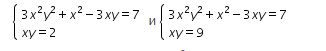 { 3x²y² + x² − 3xy = 7 и { 3x²y² + x² − 3xy = 7
xy = 2 xy = 9